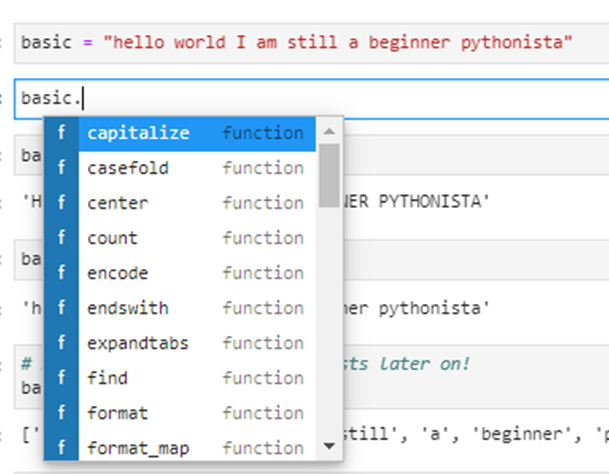 basic = "hello world I am still a beginner pythonista"
basic.
f capitalize function
f casefold function
f center function
f count function
f encode function
f endswith function
f expandtabs function
f find function
f format function
f format_map function
ba
'H NER PYTHONISTA'
ba
'h ner pythonista'
# sts later on!
ba
[' still', 'a', 'beginner', 'p